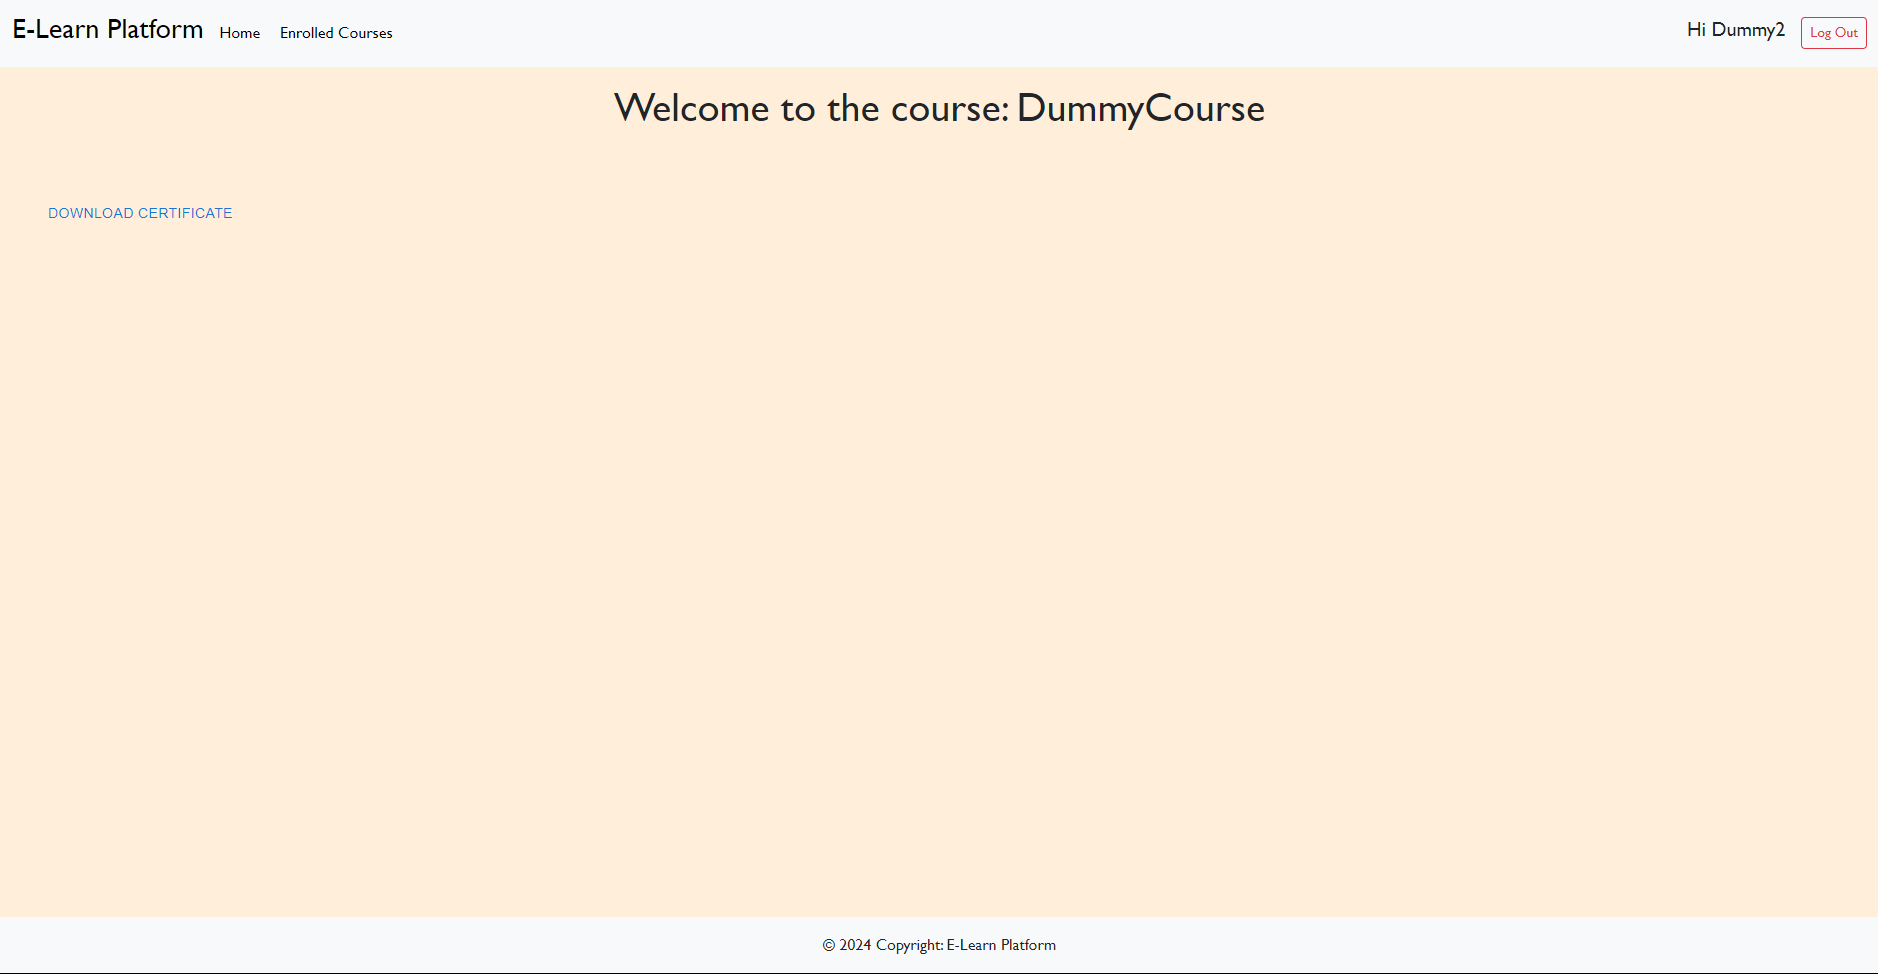 E-Learn Platform Home Enrolled Courses Hi Dummy2 Log Out
Welcome to the course: DummyCourse
DOWNLOAD CERTIFICATE
© 2024 Copyright: E-Learn Platform